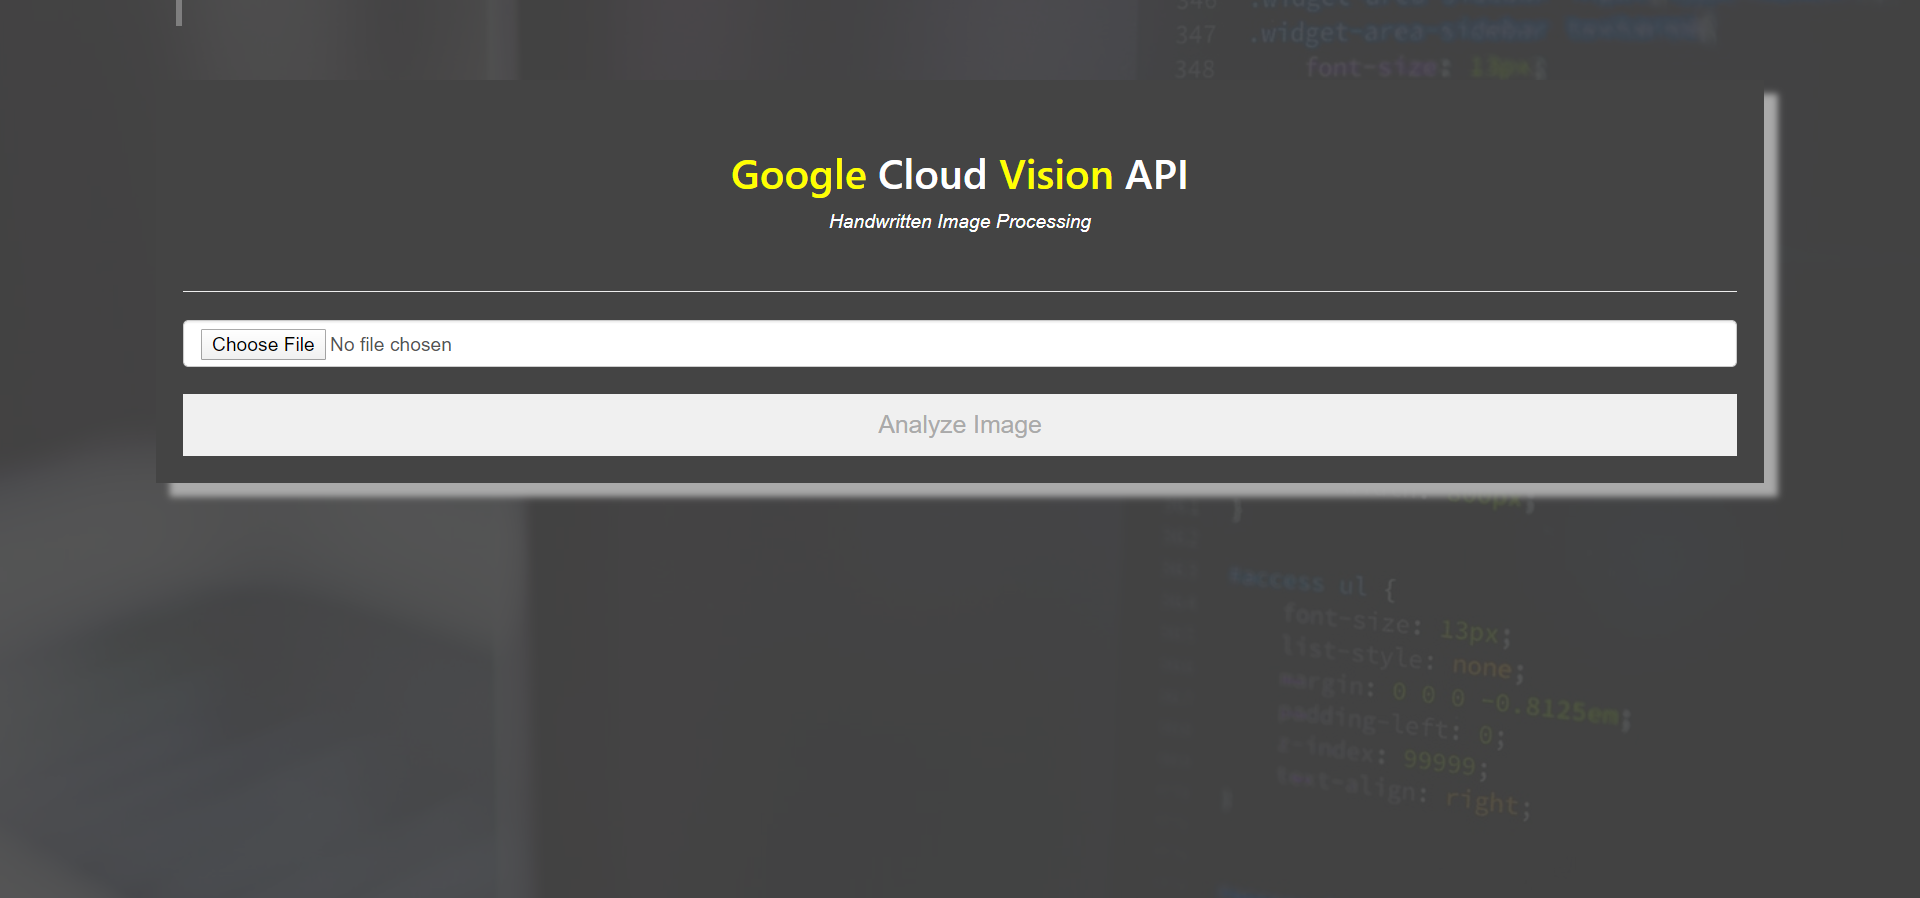 347 .widget-area-sidebar
348 font-size: 13px;
Google Cloud Vision API
Handwritten Image Processing
Choose File No file chosen
Analyze Image
}
#access ul {
font-size: 13px;
list-style: none;
margin: 0 0 0 -0.8125em;
padding-left: 0;
z-index: 99999;
text-align: right;
}